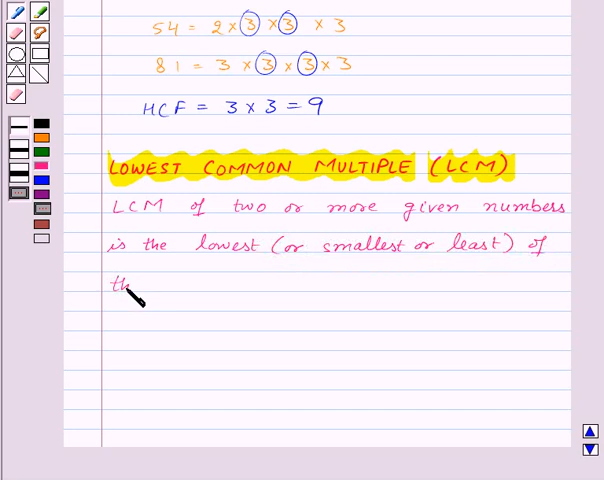 54 = 2 × 3 × 3 × 3
81 = 3 × 3 × 3 × 3
HCF = 3 × 3 = 9
LOWEST COMMON MULTIPLE (LCM)
LCM of two or more given numbers
is the lowest (or smallest or least) of
th